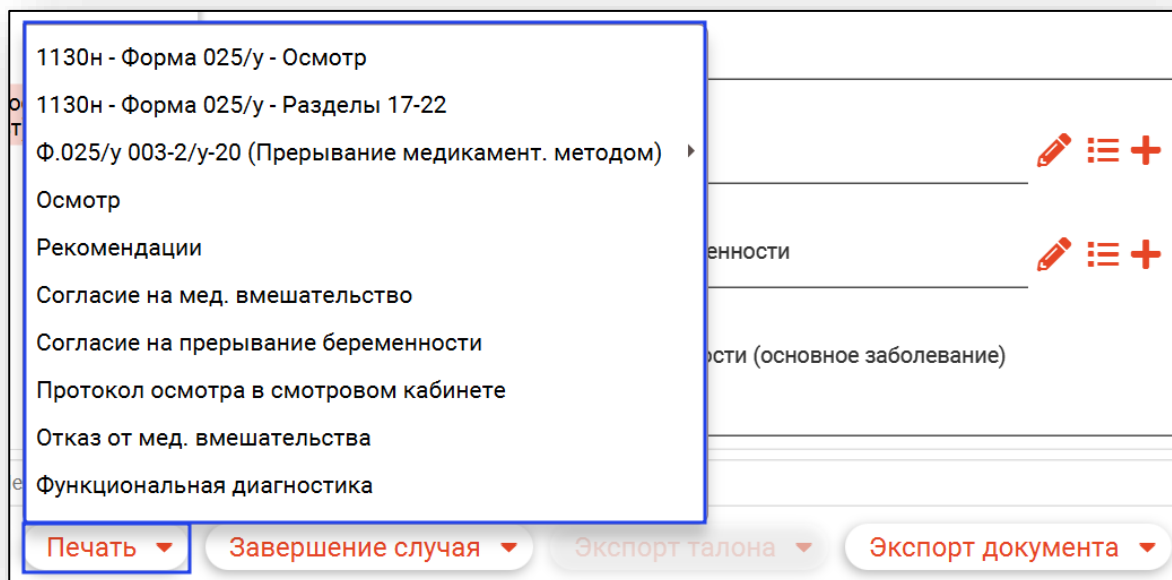 1130н - Форма 025/у - Осмотр
1130н - Форма 025/у - Разделы 17-22
Ф.025/у 003-2/у-20 (Прерывание медикамент. методом)
Осмотр
Рекомендации
енности
Согласие на мед. вмешательство
Согласие на прерывание беременности
ости (основное заболевание)
Протокол осмотра в смотровом кабинете
Отказ от мед. вмешательства
Функциональная диагностика
Печать Завершение случая Экспорт талона Экспорт документа